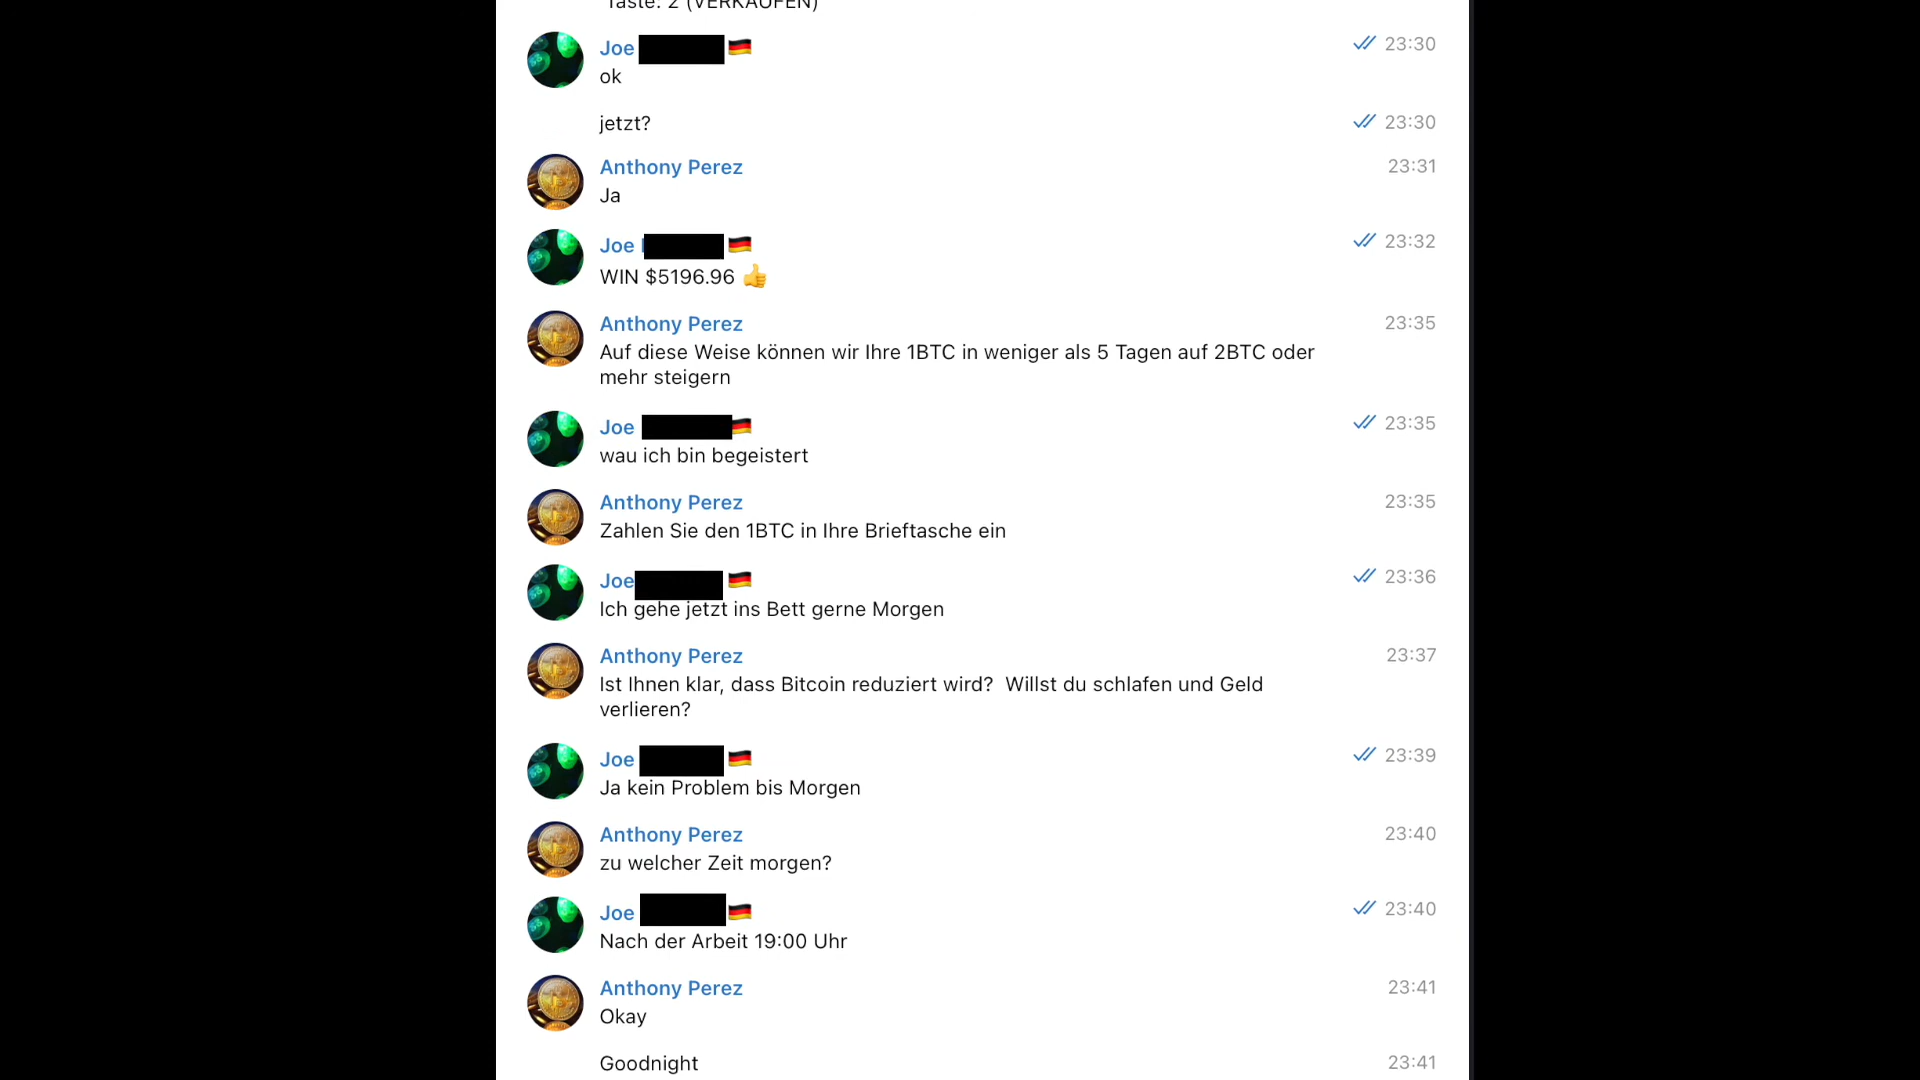 Taste: 2 (VERKAUFEN)
Joe 23:30
ok
jetzt? 23:30
Anthony Perez 23:31
Ja
Joe 23:32
WIN $5196.96 👍
Anthony Perez 23:35
Auf diese Weise können wir Ihre 1BTC in weniger als 5 Tagen auf 2BTC oder
mehr steigern
Joe 23:35
wau ich bin begeistert
Anthony Perez 23:35
Zahlen Sie den 1BTC in Ihre Brieftasche ein
Joe 23:36
Ich gehe jetzt ins Bett gerne Morgen
Anthony Perez 23:37
Ist Ihnen klar, dass Bitcoin reduziert wird?  Willst du schlafen und Geld
verlieren?
Joe 23:39
Ja kein Problem bis Morgen
Anthony Perez 23:40
zu welcher Zeit morgen?
Joe 23:40
Nach der Arbeit 19:00 Uhr
Anthony Perez 23:41
Okay
Goodnight 23:41